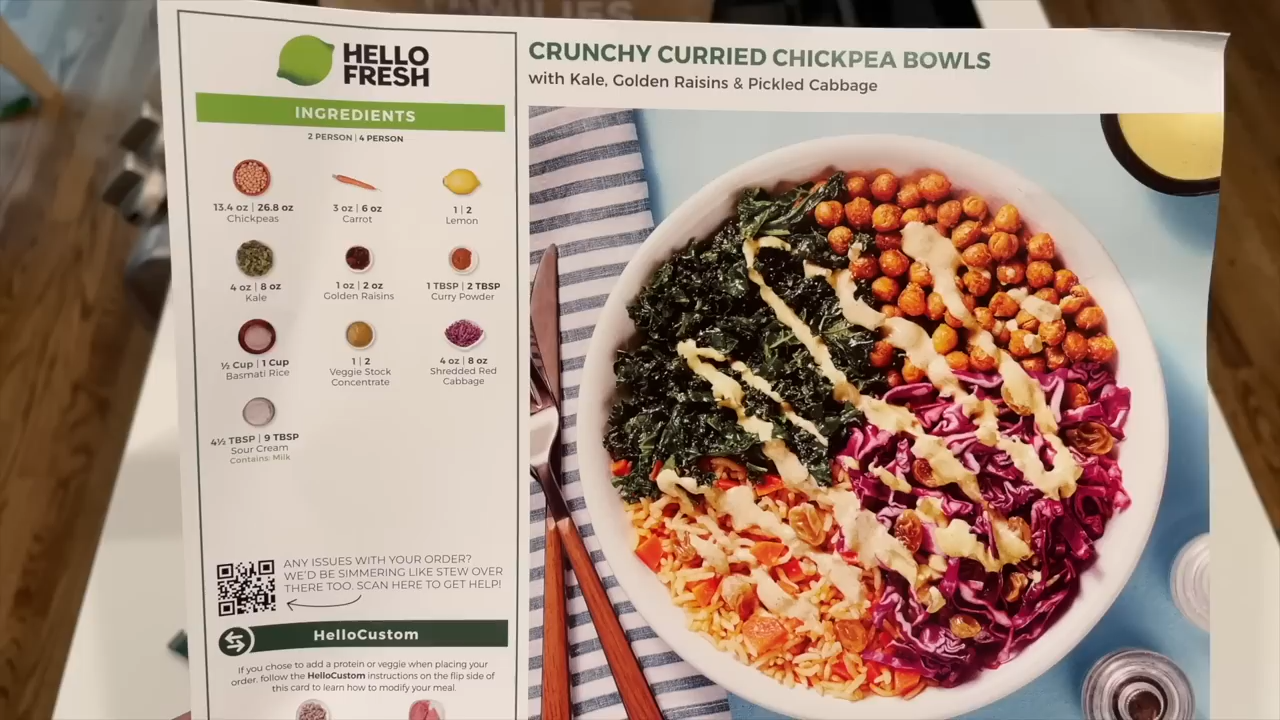 FAMILIES
HELLO
FRESH
CRUNCHY CURRIED CHICKPEA BOWLS
with Kale, Golden Raisins & Pickled Cabbage
INGREDIENTS
2 PERSON | 4 PERSON
13.4 oz | 26.8 oz
Chickpeas
3 oz | 6 oz
Carrot
1 | 2
Lemon
4 oz | 8 oz
Kale
1 oz | 2 oz
Golden Raisins
1 TBSP | 2 TBSP
Curry Powder
½ Cup | 1 Cup
Basmati Rice
1 | 2
Veggie Stock
Concentrate
4 oz | 8 oz
Shredded Red
Cabbage
4½ TBSP | 9 TBSP
Sour Cream
Contains: Milk
ANY ISSUES WITH YOUR ORDER?
WE'D BE SIMMERING LIKE STEW OVER
THERE TOO. SCAN HERE TO GET HELP!
HelloCustom
If you chose to add a protein or veggie when placing your
order, follow the HelloCustom instructions on the flip side of
this card to learn how to modify your meal.